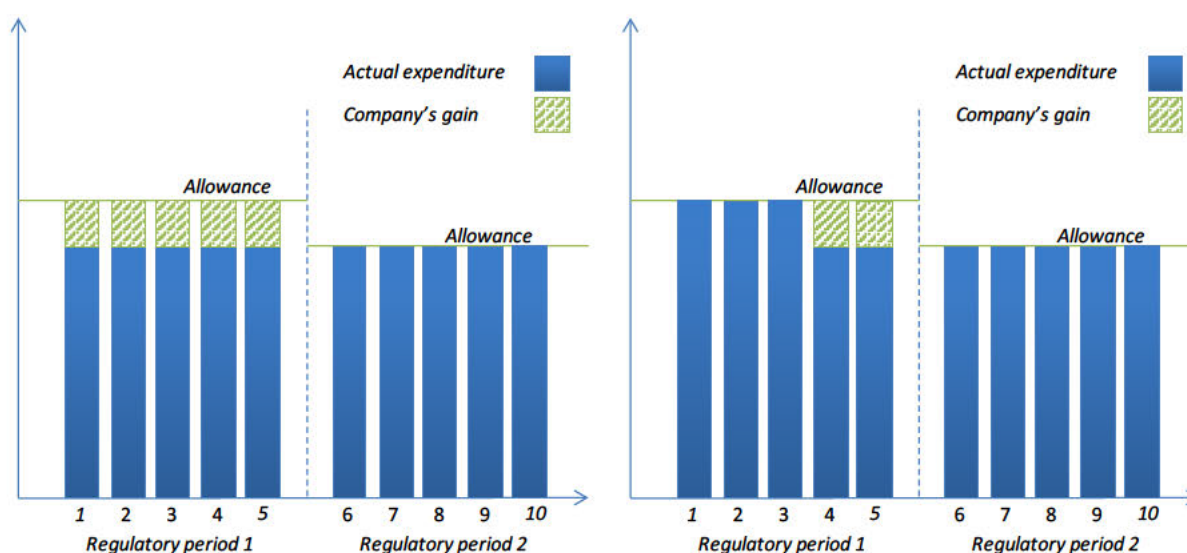 Actual expenditure
Company's gain
Allowance
Allowance
1 2 3 4 5 6 7 8 9 10
Regulatory period 1 Regulatory period 2
Actual expenditure
Company's gain
Allowance
Allowance
1 2 3 4 5 6 7 8 9 10
Regulatory period 1 Regulatory period 2